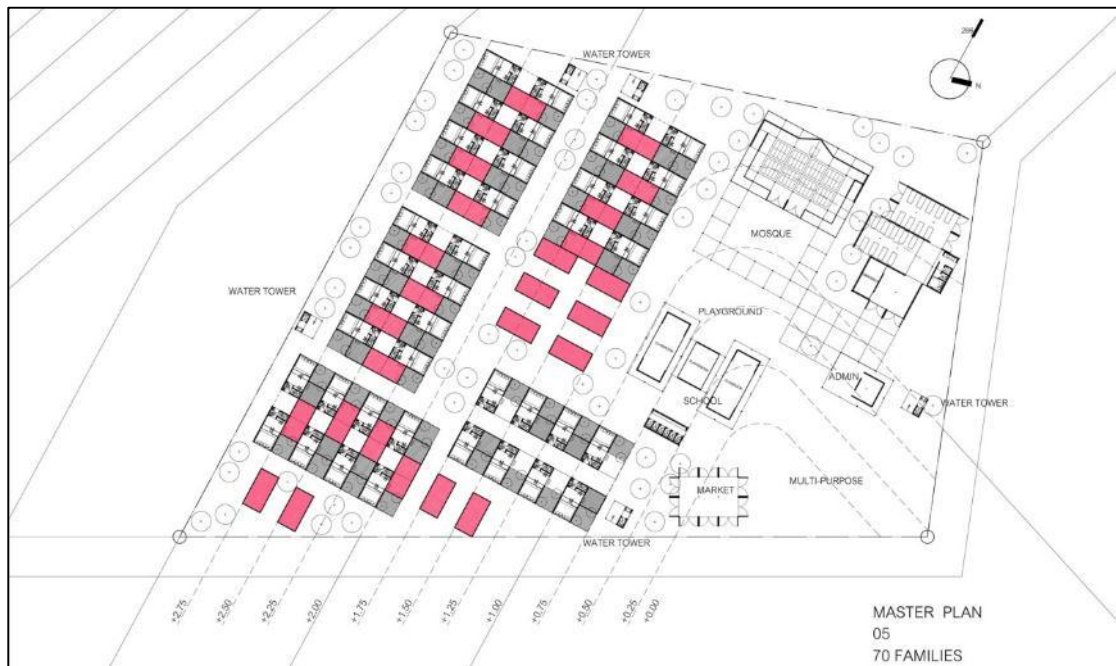 WATER TOWER
N
MOSQUE
WATER TOWER
PLAYGROUND
ADMIN
SCHOOL
WATER TOWER
MARKET
MULTI-PURPOSE
WATER TOWER
+2,75
+2,50
+2,25
+2,00
+1,75
+1,50
+1,25
+1,00
+0,75
+0,50
+0,25
+0,00
MASTER PLAN
05
70 FAMILIES